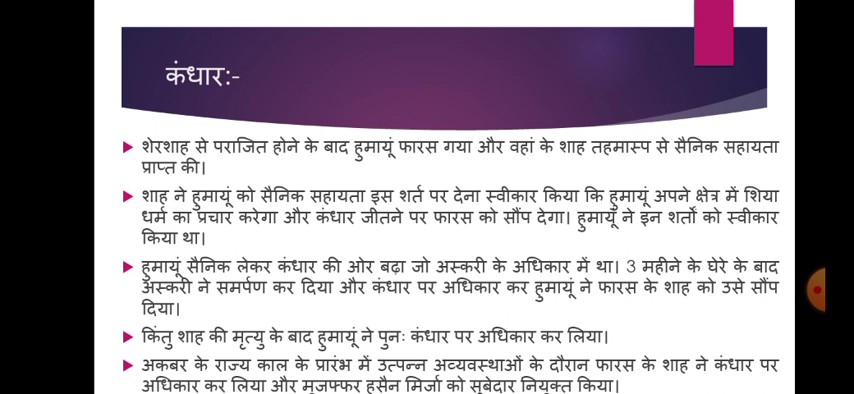 कंधार:-
शेरशाह से पराजित होने के बाद हुमायूं फारस गया और वहां के शाह तहमास्प से सैनिक सहायता
प्राप्त की।
शाह ने हुमायूं को सैनिक सहायता इस शर्त पर देना स्वीकार किया कि हुमायूं अपने क्षेत्र में शिया
धर्म का प्रचार करेगा और कंधार जीतने पर फारस को सौंप देगा। हुमायूं ने इन शर्तों को स्वीकार
किया था।
हुमायूं सैनिक लेकर कंधार की ओर बढ़ा जो अस्करी के अधिकार में था। 3 महीने के घेरे के बाद
अस्करी ने समर्पण कर दिया और कंधार पर अधिकार कर हुमायूं ने फारस के शाह को उसे सौंप
दिया।
किंतु शाह की मृत्यु के बाद हुमायूं ने पुनः कंधार पर अधिकार कर लिया।
अकबर के राज्य काल के प्रारंभ में उत्पन्न अव्यवस्थाओं के दौरान फारस के शाह ने कंधार पर
अधिकार कर लिया और मुजफ्फर हुसैन मिर्जा को सूबेदार नियुक्त किया।